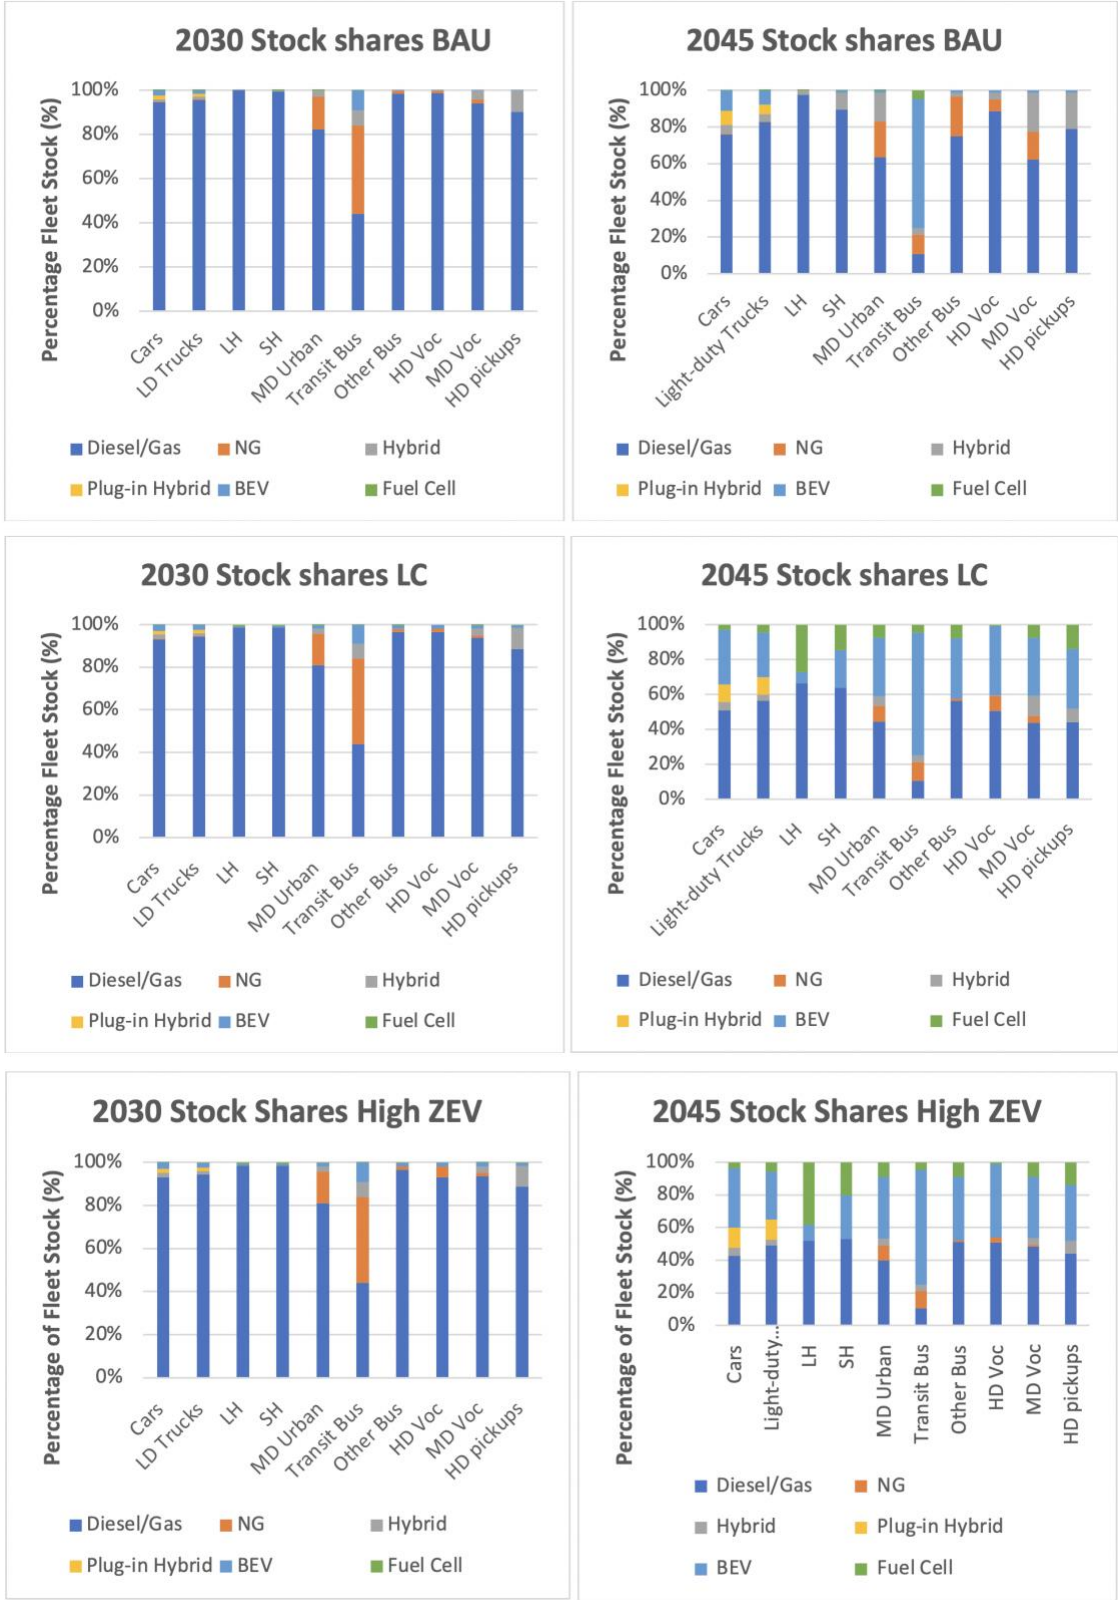 2030 Stock shares BAU
Percentage Fleet Stock (%)
100%
80%
60%
40%
20%
0%
Cars
LD Trucks
LH
SH
MD Urban
Transit Bus
Other Bus
HD Voc
MD Voc
HD pickups
Diesel/Gas
NG
Hybrid
Plug-in Hybrid
BEV
Fuel Cell
2045 Stock shares BAU
Percentage Fleet Stock (%)
100%
80%
60%
40%
20%
0%
Cars
Light-duty Trucks
LH
SH
MD Urban
Transit Bus
Other Bus
HD Voc
MD Voc
HD pickups
Diesel/Gas
NG
Hybrid
Plug-in Hybrid
BEV
Fuel Cell
2030 Stock shares LC
Percentage Fleet Stock (%)
100%
80%
60%
40%
20%
0%
Cars
LD Trucks
LH
SH
MD Urban
Transit Bus
Other Bus
HD Voc
MD Voc
HD pickups
Diesel/Gas
NG
Hybrid
Plug-in Hybrid
BEV
Fuel Cell
2045 Stock shares LC
Percentage Fleet Stock (%)
100%
80%
60%
40%
20%
0%
Cars
Light-duty Trucks
LH
SH
MD Urban
Transit Bus
Other Bus
HD Voc
MD Voc
HD pickups
Diesel/Gas
NG
Hybrid
Plug-in Hybrid
BEV
Fuel Cell
2030 Stock Shares High ZEV
Percentage of Fleet Stock (%)
100%
80%
60%
40%
20%
0%
Cars
LD Trucks
LH
SH
MD Urban
Transit Bus
Other Bus
HD Voc
MD Voc
HD pickups
Diesel/Gas
NG
Hybrid
Plug-in Hybrid
BEV
Fuel Cell
2045 Stock Shares High ZEV
Percentage of Fleet Stock (%)
100%
80%
60%
40%
20%
0%
Cars
Light-duty...
LH
SH
MD Urban
Transit Bus
Other Bus
HD Voc
MD Voc
HD pickups
Diesel/Gas
NG
Hybrid
Plug-in Hybrid
BEV
Fuel Cell